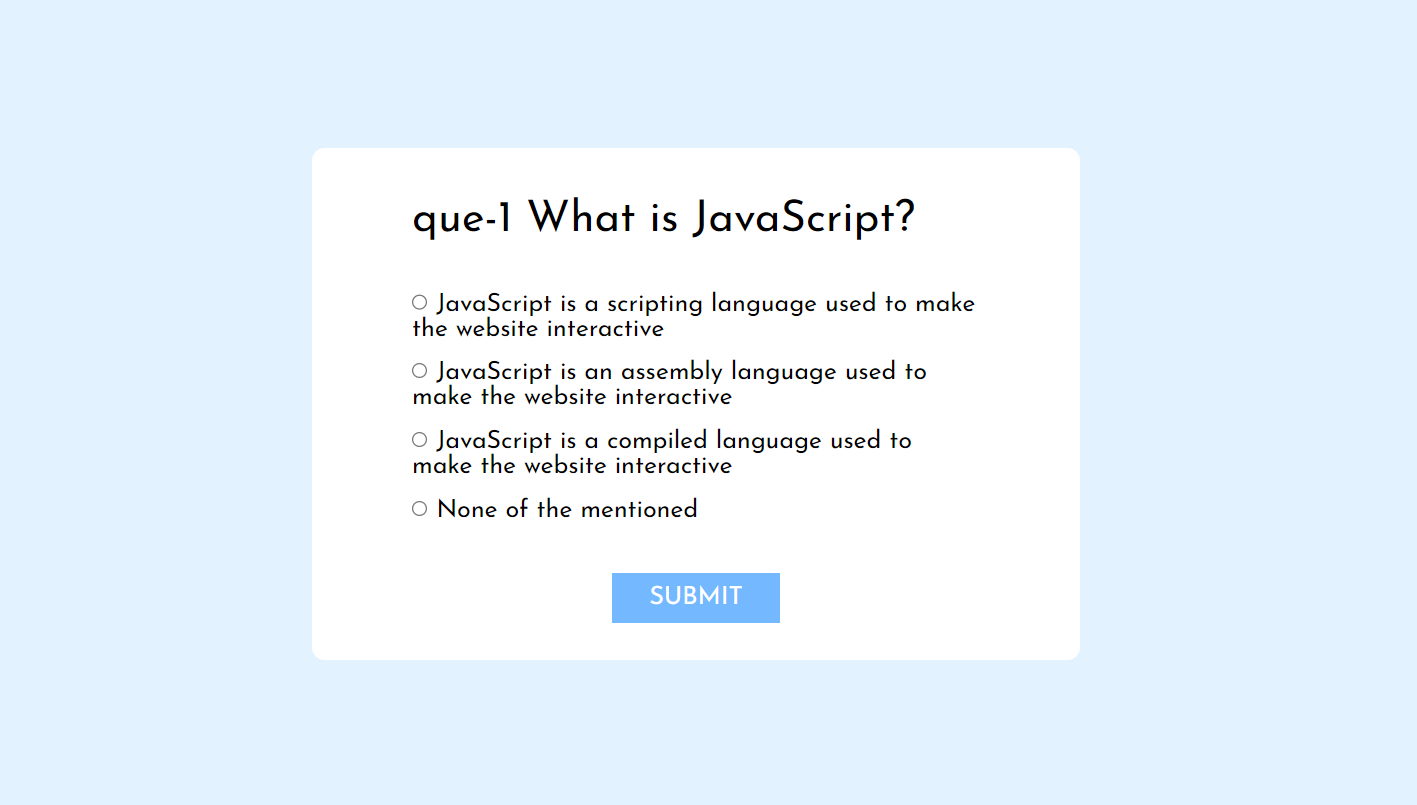 que-1 What is JavaScript?
JavaScript is a scripting language used to make
the website interactive
JavaScript is an assembly language used to
make the website interactive
JavaScript is a compiled language used to
make the website interactive
None of the mentioned
SUBMIT